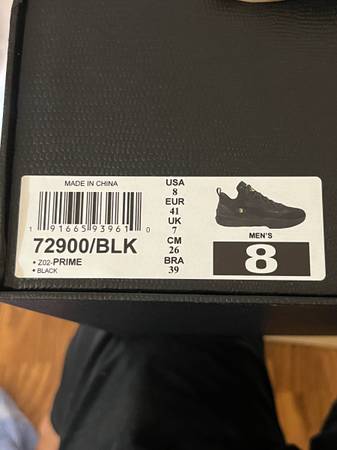 MADE IN CHINA
1 91665 93961 0
72900/BLK
• Z02-PRIME
• BLACK
USA
8
EUR
41
UK
7
CM
26
BRA
39
MEN'S
8